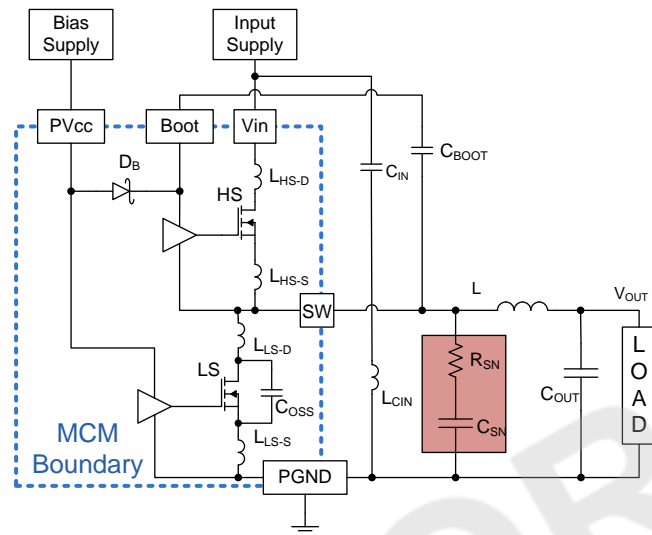 Bias
Supply
Input
Supply
PVcc
Boot
Vin
D_B
L_HS-D
HS
L_HS-S
C_IN
C_BOOT
SW
L
V_OUT
L_LS-D
LS
C_OSS
L_LS-S
L_CIN
R_SN
C_SN
C_OUT
L
O
A
D
MCM
Boundary
PGND